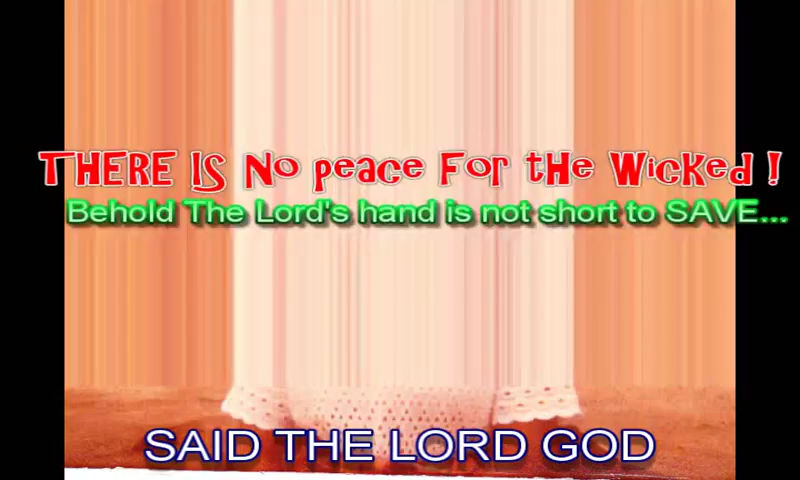 THERE IS No Peace For tHe Wicked !
Behold The Lord's hand is not short to SAVE...
SAID THE LORD GOD